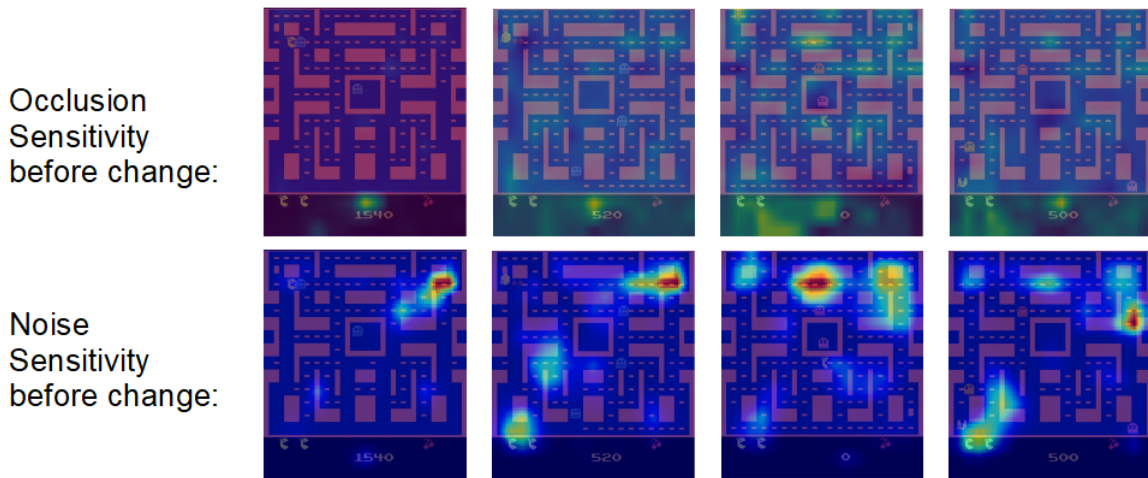 Occlusion
Sensitivity
before change:
1540
520
0
500
Noise
Sensitivity
before change:
1540
520
0
500